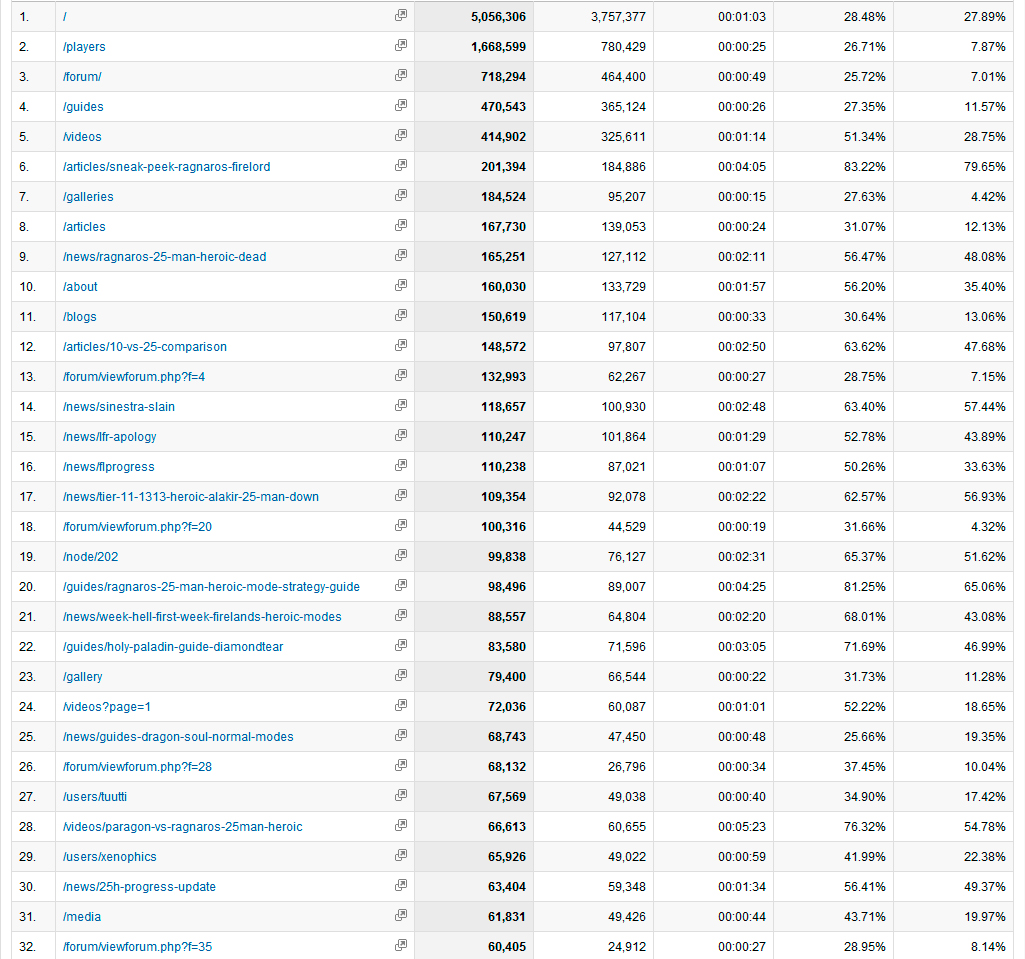 1. / 5,056,306 3,757,377 00:01:03 28.48% 27.89%
2. /players 1,668,599 780,429 00:00:25 26.71% 7.87%
3. /forum/ 718,294 464,400 00:00:49 25.72% 7.01%
4. /guides 470,543 365,124 00:00:26 27.35% 11.57%
5. /videos 414,902 325,611 00:01:14 51.34% 28.75%
6. /articles/sneak-peek-ragnaros-firelord 201,394 184,886 00:04:05 83.22% 79.65%
7. /galleries 184,524 95,207 00:00:15 27.63% 4.42%
8. /articles 167,730 139,053 00:00:24 31.07% 12.13%
9. /news/ragnaros-25-man-heroic-dead 165,251 127,112 00:02:11 56.47% 48.08%
10. /about 160,030 133,729 00:01:57 56.20% 35.40%
11. /blogs 150,619 117,104 00:00:33 30.64% 13.06%
12. /articles/10-vs-25-comparison 148,572 97,807 00:02:50 63.62% 47.68%
13. /forum/viewforum.php?f=4 132,993 62,267 00:00:27 28.75% 7.15%
14. /news/sinestra-slain 118,657 100,930 00:02:48 63.40% 57.44%
15. /news/lfr-apology 110,247 101,864 00:01:29 52.78% 43.89%
16. /news/flprogress 110,238 87,021 00:01:07 50.26% 33.63%
17. /news/tier-11-1313-heroic-alakir-25-man-down 109,354 92,078 00:02:22 62.57% 56.93%
18. /forum/viewforum.php?f=20 100,316 44,529 00:00:19 31.66% 4.32%
19. /node/202 99,838 76,127 00:02:31 65.37% 51.62%
20. /guides/ragnaros-25-man-heroic-mode-strategy-guide 98,496 89,007 00:04:25 81.25% 65.06%
21. /news/week-hell-first-week-firelands-heroic-modes 88,557 64,804 00:02:20 68.01% 43.08%
22. /guides/holy-paladin-guide-diamondtear 83,580 71,596 00:03:05 71.69% 46.99%
23. /gallery 79,400 66,544 00:00:22 31.73% 11.28%
24. /videos?page=1 72,036 60,087 00:01:01 52.22% 18.65%
25. /news/guides-dragon-soul-normal-modes 68,743 47,450 00:00:48 25.66% 19.35%
26. /forum/viewforum.php?f=28 68,132 26,796 00:00:34 37.45% 10.04%
27. /users/tuutti 67,569 49,038 00:00:40 34.90% 17.42%
28. /videos/paragon-vs-ragnaros-25man-heroic 66,613 60,655 00:05:23 76.32% 54.78%
29. /users/xenophics 65,926 49,022 00:00:59 41.99% 22.38%
30. /news/25h-progress-update 63,404 59,348 00:01:34 56.41% 49.37%
31. /media 61,831 49,426 00:00:44 43.71% 19.97%
32. /forum/viewforum.php?f=35 60,405 24,912 00:00:27 28.95% 8.14%